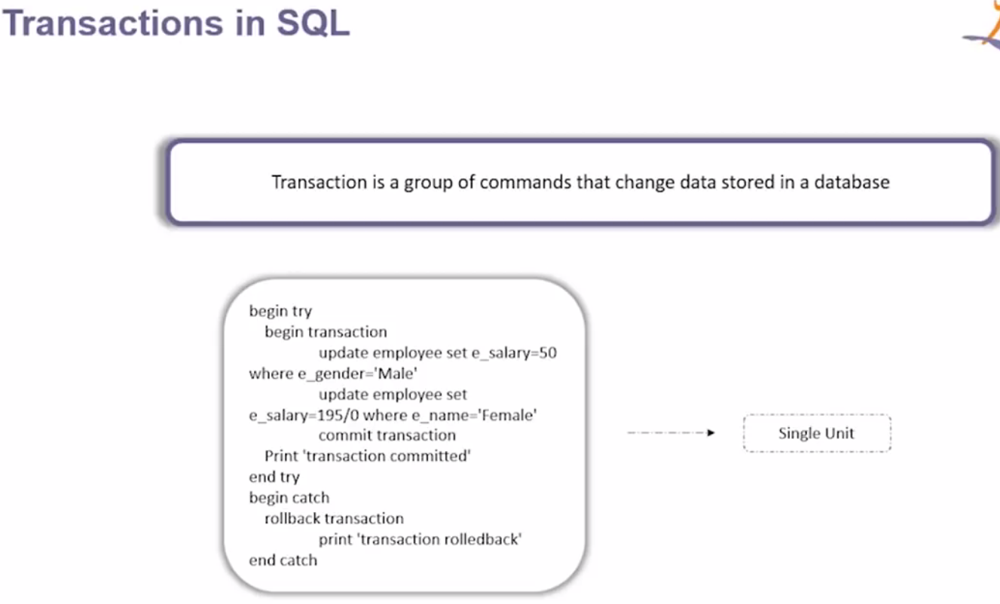 Transactions in SQL
Transaction is a group of commands that change data stored in a database
begin try
begin transaction
update employee set e_salary=50
where e_gender='Male'
update employee set
e_salary=195/0 where e_name='Female'
commit transaction
Print 'transaction committed'
end try
begin catch
rollback transaction
print 'transaction rolledback'
end catch
Single Unit